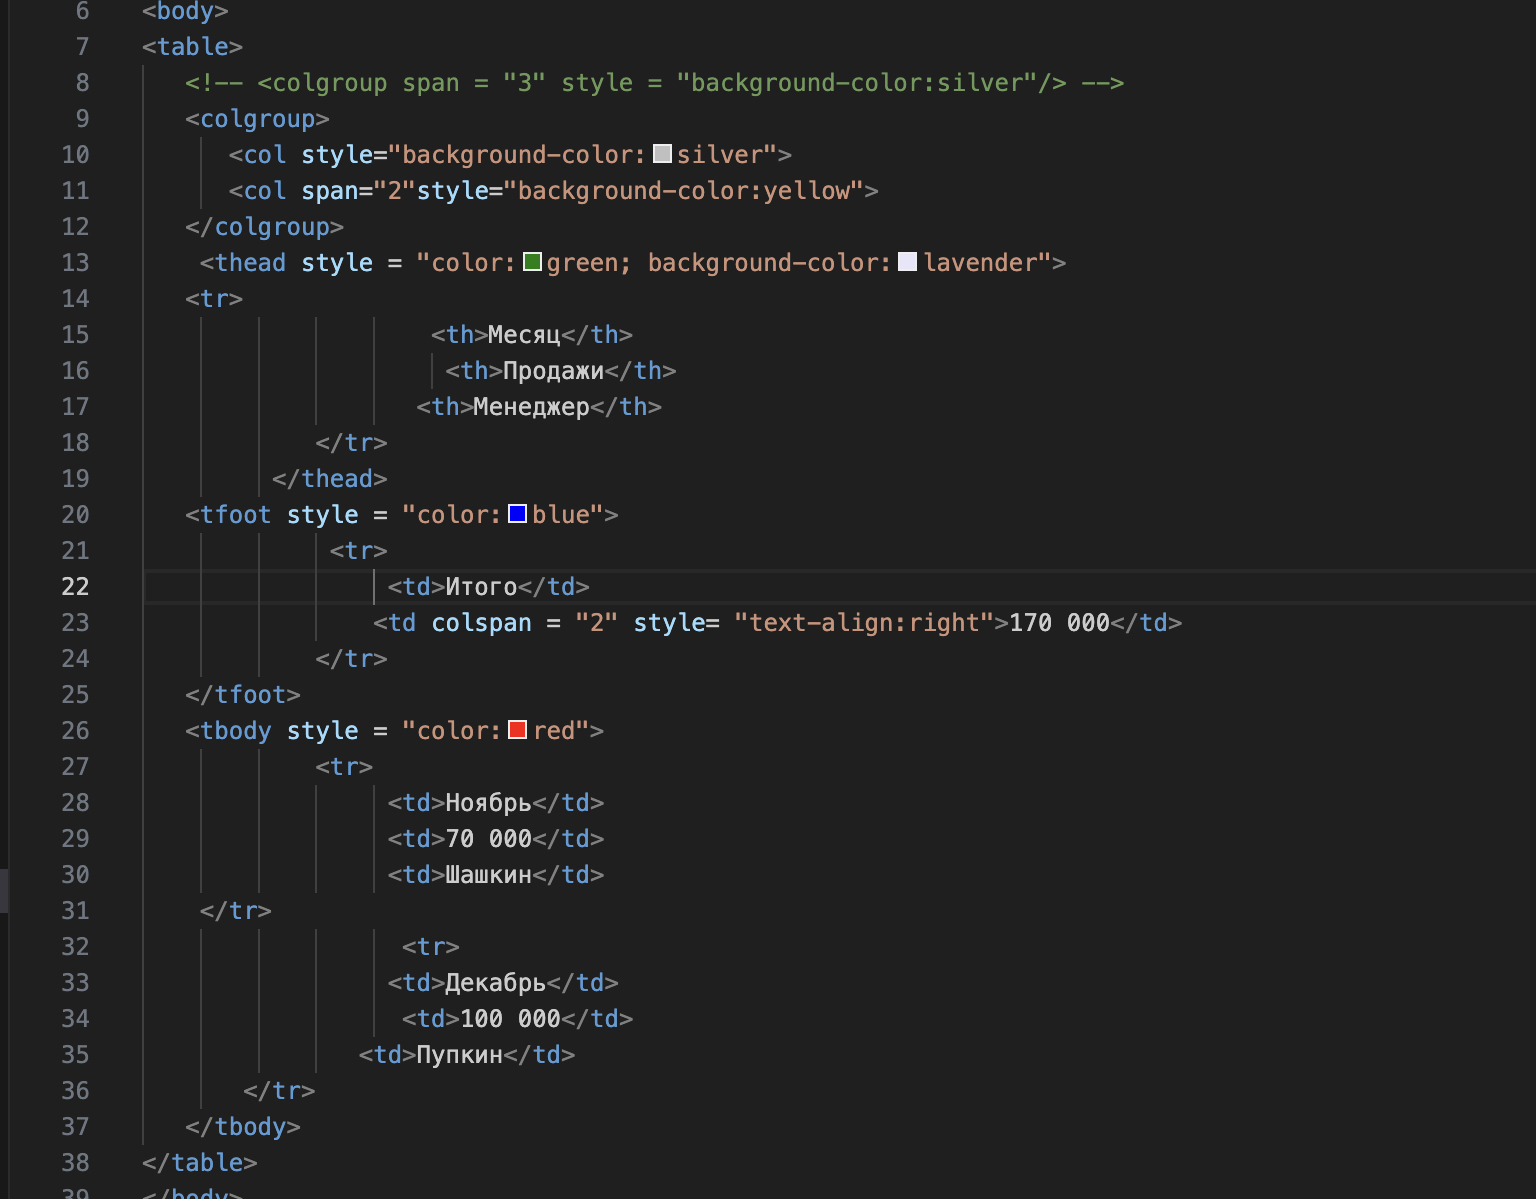 6 <body>
7 <table>
8 <!-- <colgroup span = "3" style = "background-color:silver"/> -->
9 <colgroup>
10 <col style="background-color:silver">
11 <col span="2"style="background-color:yellow">
12 </colgroup>
13 <thead style = "color:green; background-color:lavender">
14 <tr>
15 <th>Месяц</th>
16 <th>Продажи</th>
17 <th>Менеджер</th>
18 </tr>
19 </thead>
20 <tfoot style = "color:blue">
21 <tr>
22 <td>Итого</td>
23 <td colspan = "2" style= "text-align:right">170 000</td>
24 </tr>
25 </tfoot>
26 <tbody style = "color:red">
27 <tr>
28 <td>Ноябрь</td>
29 <td>70 000</td>
30 <td>Шашкин</td>
31 </tr>
32 <tr>
33 <td>Декабрь</td>
34 <td>100 000</td>
35 <td>Пупкин</td>
36 </tr>
37 </tbody>
38 </table>
39 </body>